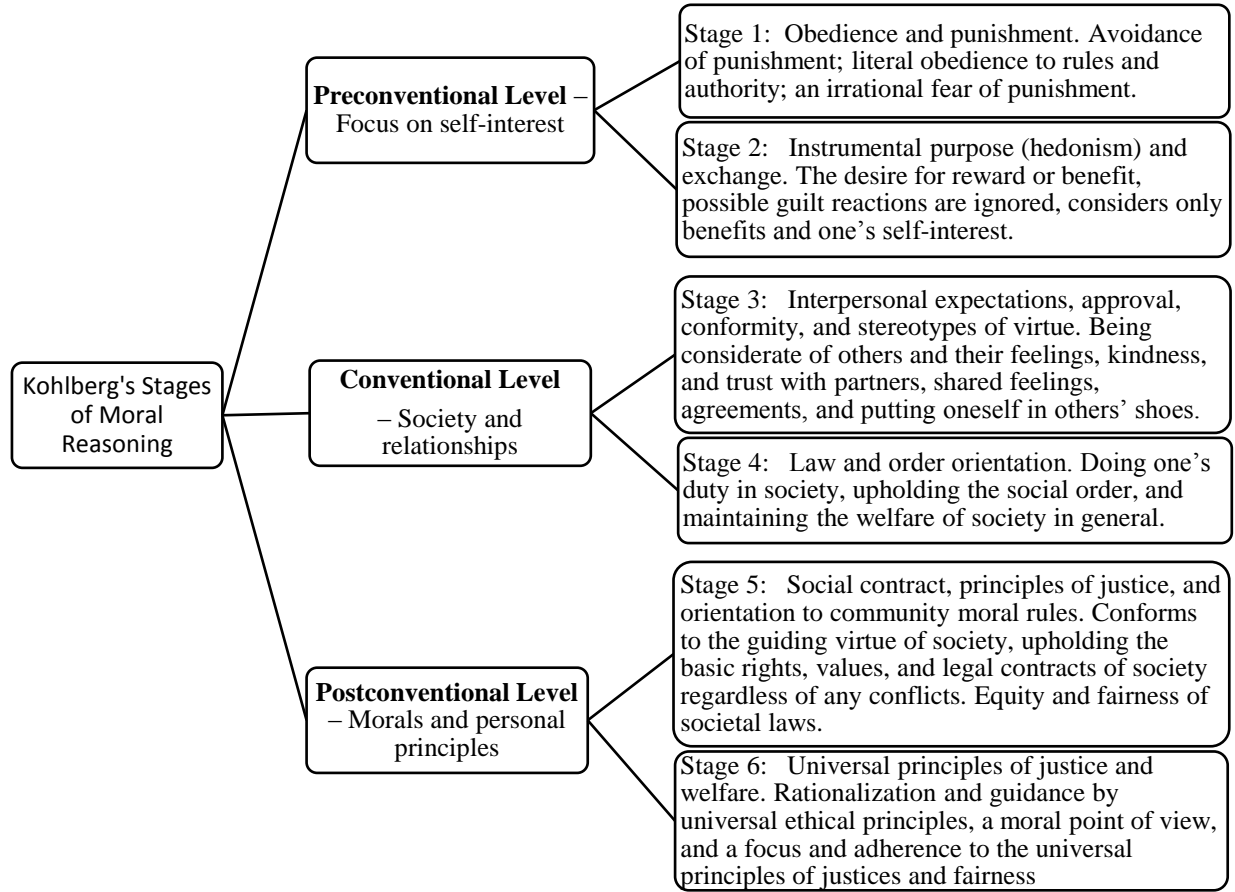 Kohlberg's Stages
of Moral
Reasoning
Preconventional Level –
Focus on self-interest
Stage 1:  Obedience and punishment. Avoidance
of punishment; literal obedience to rules and
authority; an irrational fear of punishment.
Stage 2:   Instrumental purpose (hedonism) and
exchange. The desire for reward or benefit,
possible guilt reactions are ignored, considers only
benefits and one’s self-interest.
Conventional Level
– Society and
relationships
Stage 3:   Interpersonal expectations, approval,
conformity, and stereotypes of virtue. Being
considerate of others and their feelings, kindness,
and trust with partners, shared feelings,
agreements, and putting oneself in others’ shoes.
Stage 4:   Law and order orientation. Doing one’s
duty in society, upholding the social order, and
maintaining the welfare of society in general.
Postconventional Level
– Morals and personal
principles
Stage 5:   Social contract, principles of justice, and
orientation to community moral rules. Conforms
to the guiding virtue of society, upholding the
basic rights, values, and legal contracts of society
regardless of any conflicts. Equity and fairness of
societal laws.
Stage 6:   Universal principles of justice and
welfare. Rationalization and guidance by
universal ethical principles, a moral point of view,
and a focus and adherence to the universal
principles of justices and fairness